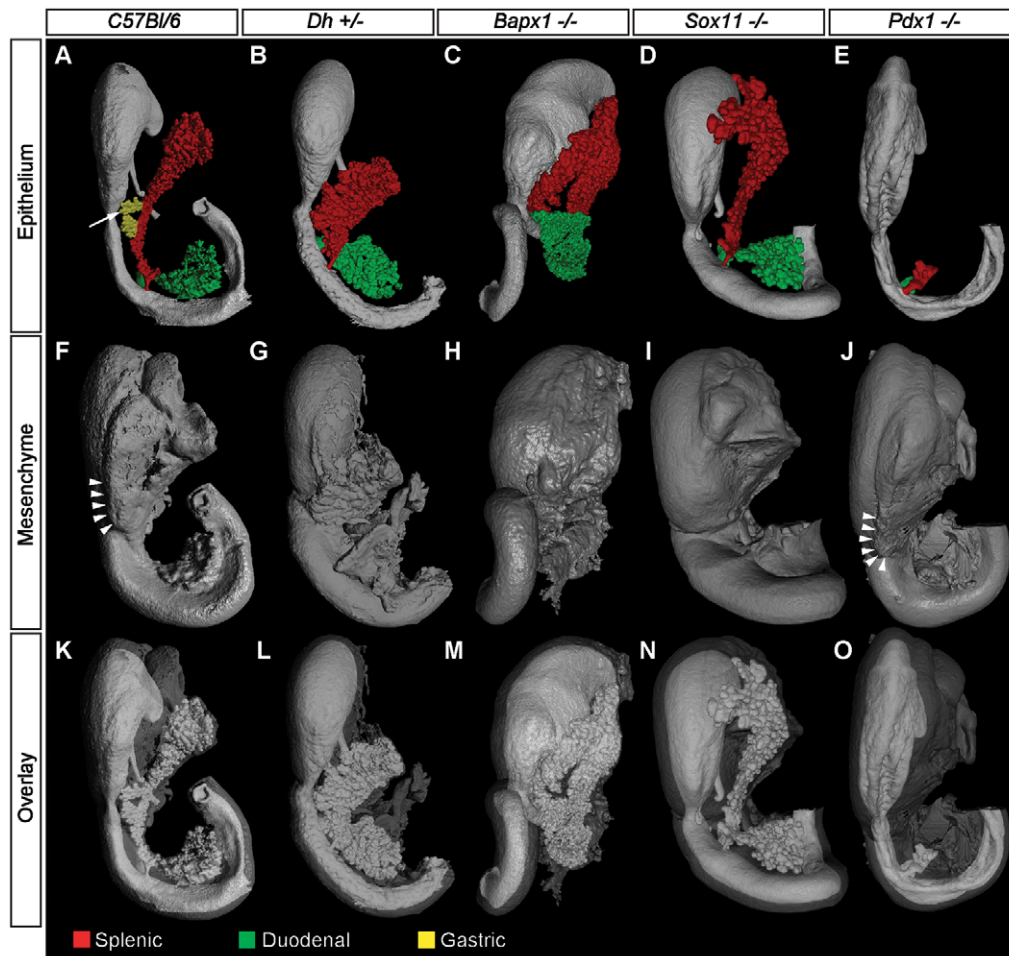 C57Bl/6 Dh +/- Bapx1 -/- Sox11 -/- Pdx1 -/-
Epithelium
A B C D E
Mesenchyme
F G H I J
Overlay
K L M N O
Splenic Duodenal Gastric